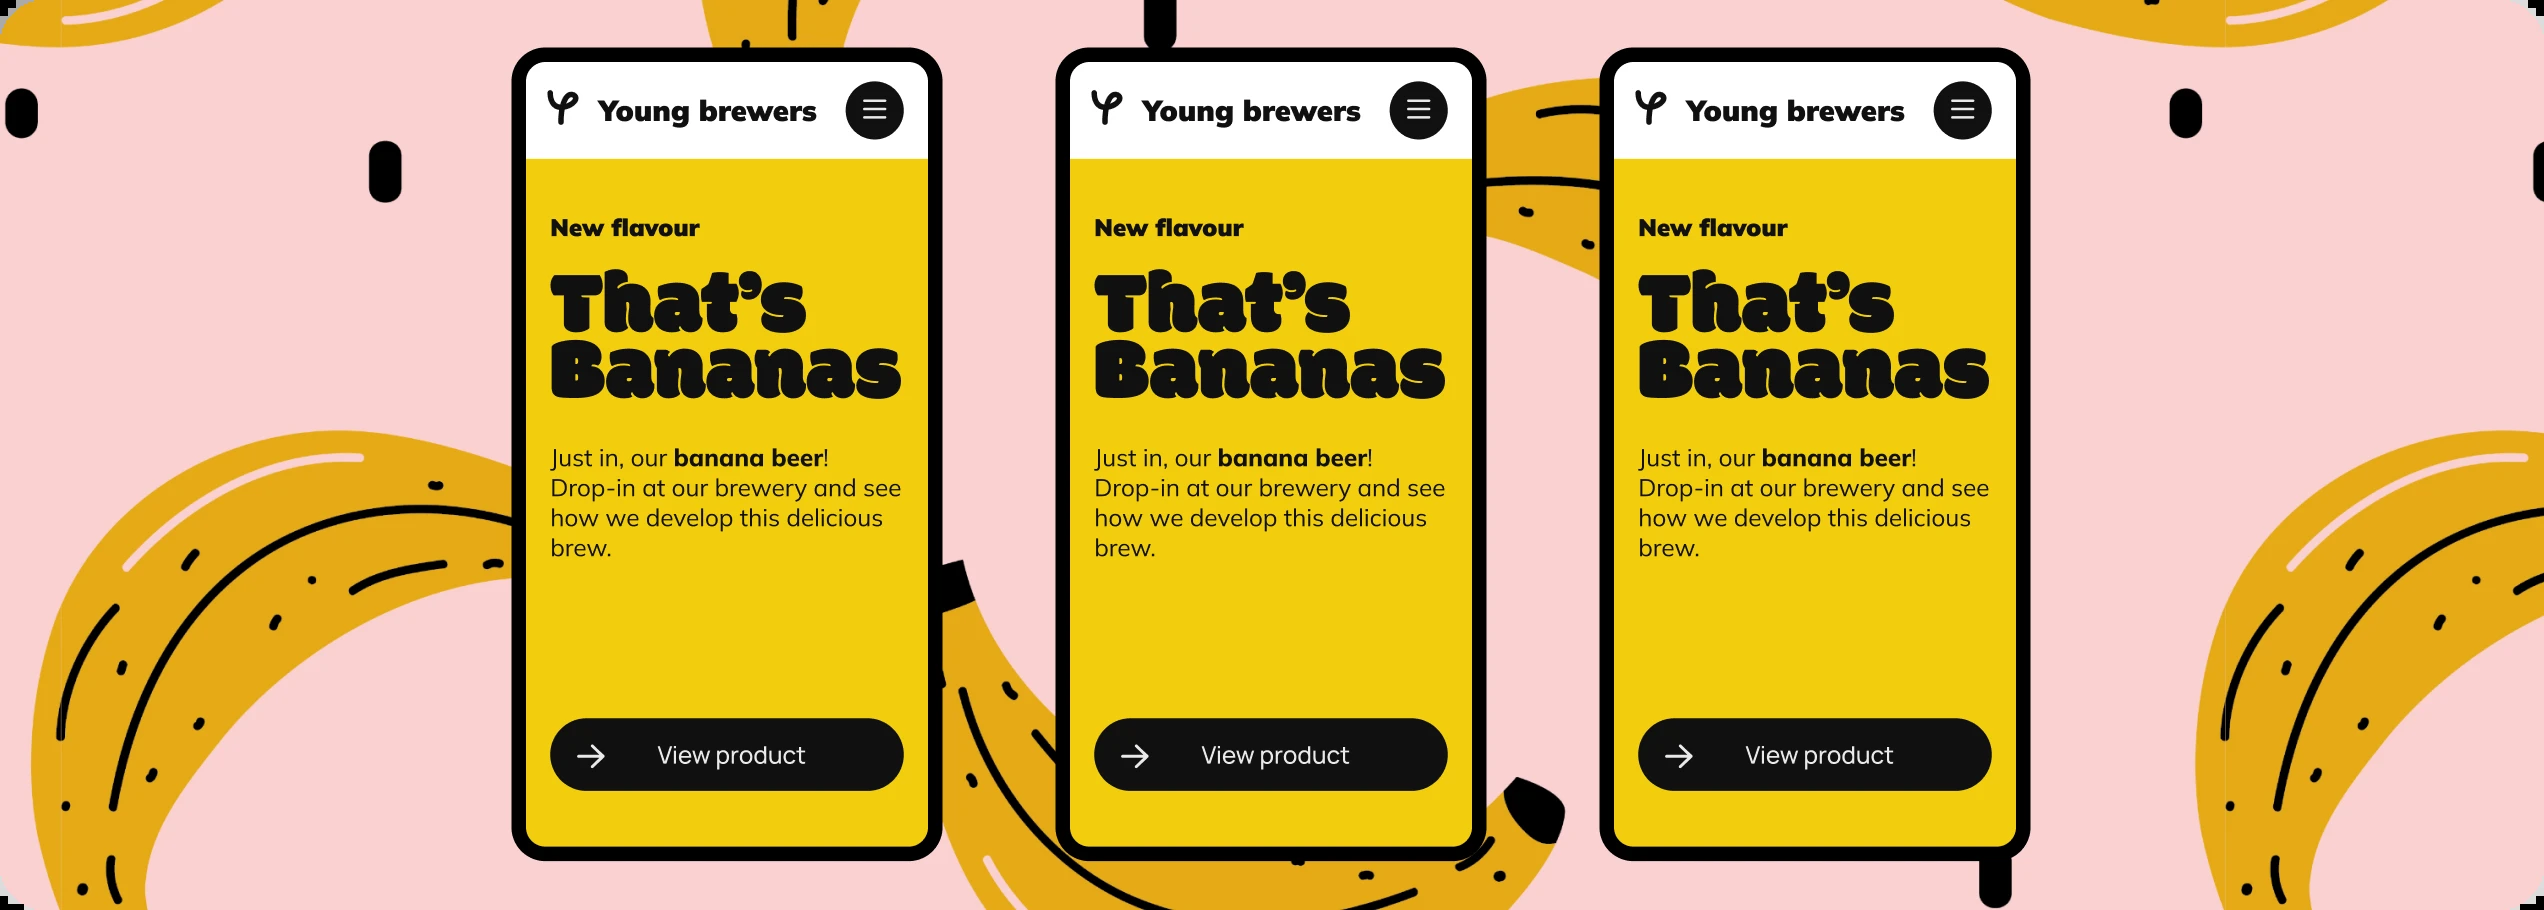 Young brewers
New flavour
That's
Bananas
Just in, our banana beer!
Drop-in at our brewery and see
how we develop this delicious
brew.
View product
Young brewers
New flavour
That's
Bananas
Just in, our banana beer!
Drop-in at our brewery and see
how we develop this delicious
brew.
View product
Young brewers
New flavour
That's
Bananas
Just in, our banana beer!
Drop-in at our brewery and see
how we develop this delicious
brew.
View product